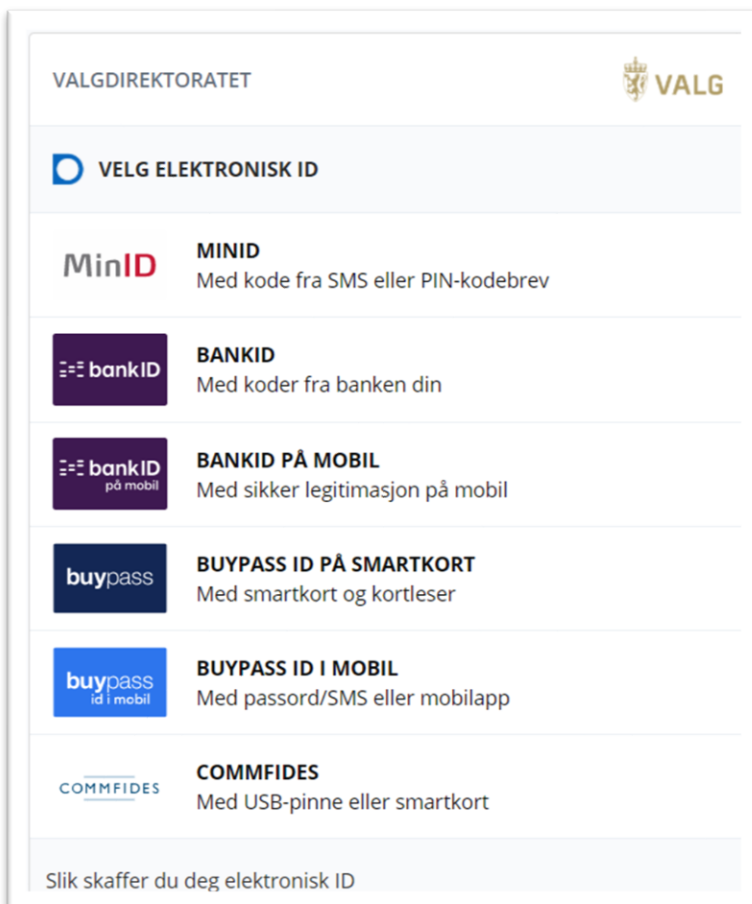 VALGDIREKTORATET
VALG
VELG ELEKTRONISK ID
MinID
MINID
Med kode fra SMS eller PIN-kodebrev
bankID
BANKID
Med koder fra banken din
bankID
på mobil
BANKID PÅ MOBIL
Med sikker legitimasjon på mobil
buypass
BUYPASS ID PÅ SMARTKORT
Med smartkort og kortleser
buypass
id i mobil
BUYPASS ID I MOBIL
Med passord/SMS eller mobilapp
COMMFIDES
COMMFIDES
Med USB-pinne eller smartkort
Slik skaffer du deg elektronisk ID